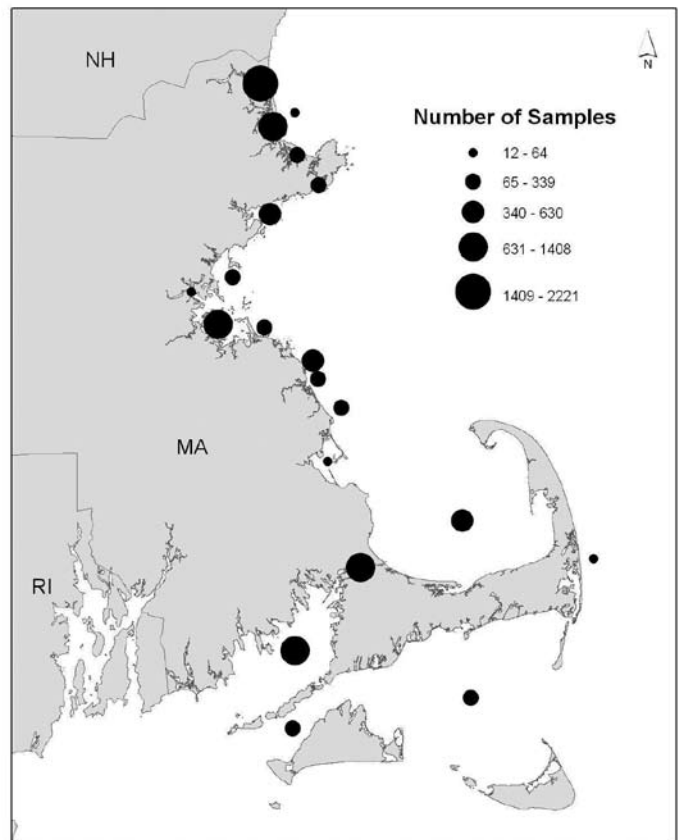 NH
N
Number of Samples
12 - 64
65 - 339
340 - 630
631 - 1408
1409 - 2221
MA
RI